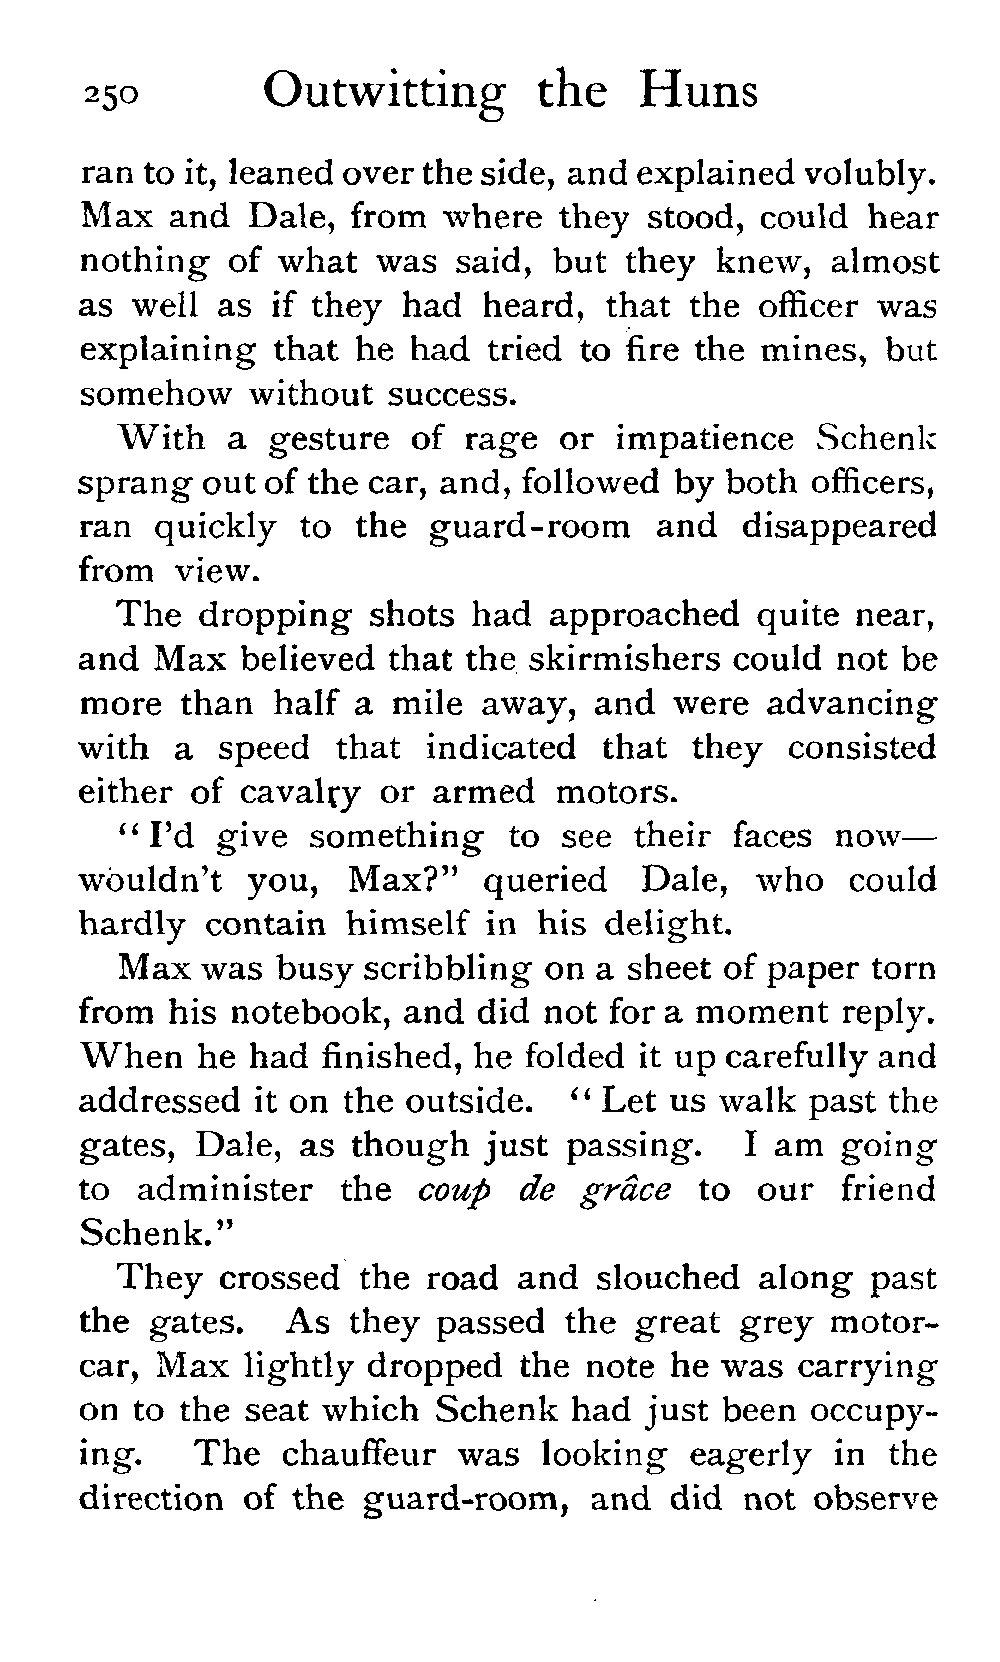 250 Outwitting the Huns
ran to it, leaned over the side, and explained volubly.
Max and Dale, from where they stood, could hear
nothing of what was said, but they knew, almost
as well as if they had heard, that the officer was
explaining that he had tried to fire the mines, but
somehow without success.
With a gesture of rage or impatience Schenk
sprang out of the car, and, followed by both officers,
ran quickly to the guard-room and disappeared
from view.
The dropping shots had approached quite near,
and Max believed that the skirmishers could not be
more than half a mile away, and were advancing
with a speed that indicated that they consisted
either of cavalry or armed motors.
"I'd give something to see their faces now—
wouldn't you, Max?" queried Dale, who could
hardly contain himself in his delight.
Max was busy scribbling on a sheet of paper torn
from his notebook, and did not for a moment reply.
When he had finished, he folded it up carefully and
addressed it on the outside. "Let us walk past the
gates, Dale, as though just passing. I am going
to administer the coup de grâce to our friend
Schenk."
They crossed the road and slouched along past
the gates. As they passed the great grey motor-
car, Max lightly dropped the note he was carrying
on the seat which Schenk had just been occupy-
ing. The chauffeur was looking eagerly in the
direction of the guard-room, and did not observe